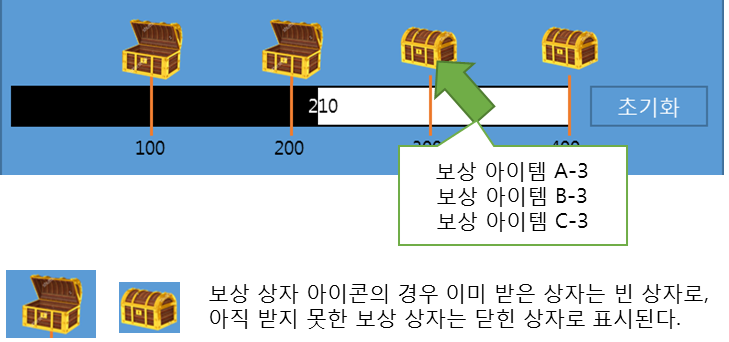 210
초기화
100
200
400
보상 아이템 A-3
보상 아이템 B-3
보상 아이템 C-3
보상 상자 아이콘의 경우 이미 받은 상자는 빈 상자로,
아직 받지 못한 보상 상자는 닫힌 상자로 표시된다.